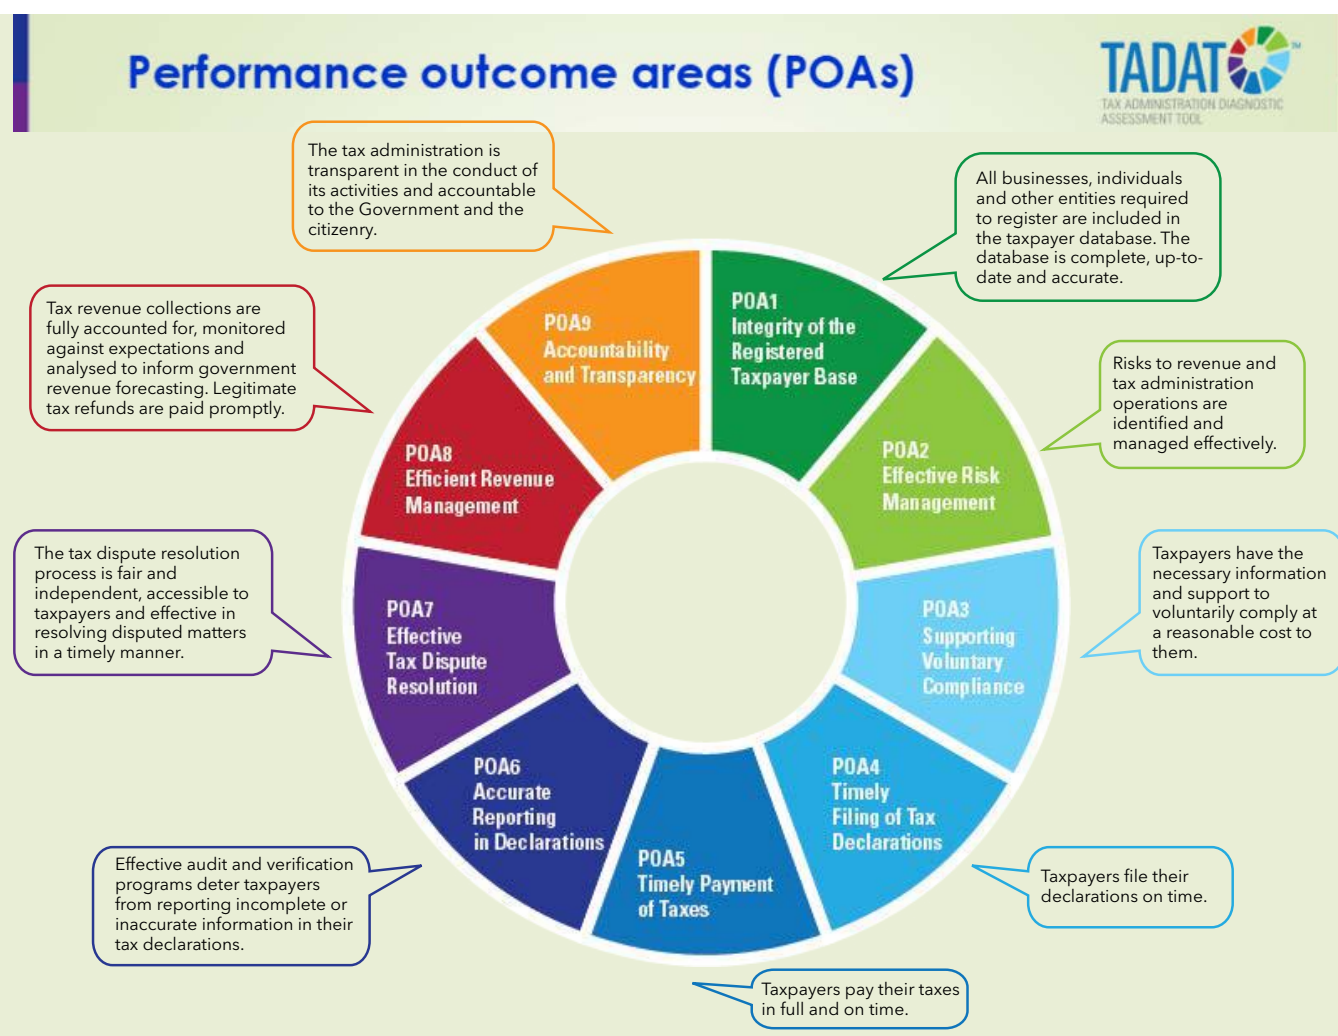 Performance outcome areas (POAs)
TADAT™
TAX ADMINISTRATION DIAGNOSTIC
ASSESSMENT TOOL
The tax administration is
transparent in the conduct of
its activities and accountable
to the Government and the
citizenry.
All businesses, individuals
and other entities required
to register are included in
the taxpayer database. The
database is complete, up-to-
date and accurate.
Tax revenue collections are
fully accounted for, monitored
against expectations and
analysed to inform government
revenue forecasting. Legitimate
tax refunds are paid promptly.
Risks to revenue and
tax administration
operations are
identified and
managed effectively.
The tax dispute resolution
process is fair and
independent, accessible to
taxpayers and effective in
resolving disputed matters
in a timely manner.
Taxpayers have the
necessary information
and support to
voluntarily comply at
a reasonable cost to
them.
Effective audit and verification
programs deter taxpayers
from reporting incomplete or
inaccurate information in their
tax declarations.
Taxpayers file their
declarations on time.
Taxpayers pay their taxes
in full and on time.
POA1
Integrity of the
Registered
Taxpayer Base
POA2
Effective Risk
Management
POA3
Supporting
Voluntary
Compliance
POA4
Timely
Filing of Tax
Declarations
POA5
Timely Payment
of Taxes
POA6
Accurate
Reporting
in Declarations
POA7
Effective
Tax Dispute
Resolution
POA8
Efficient Revenue
Management
POA9
Accountability
and Transparency